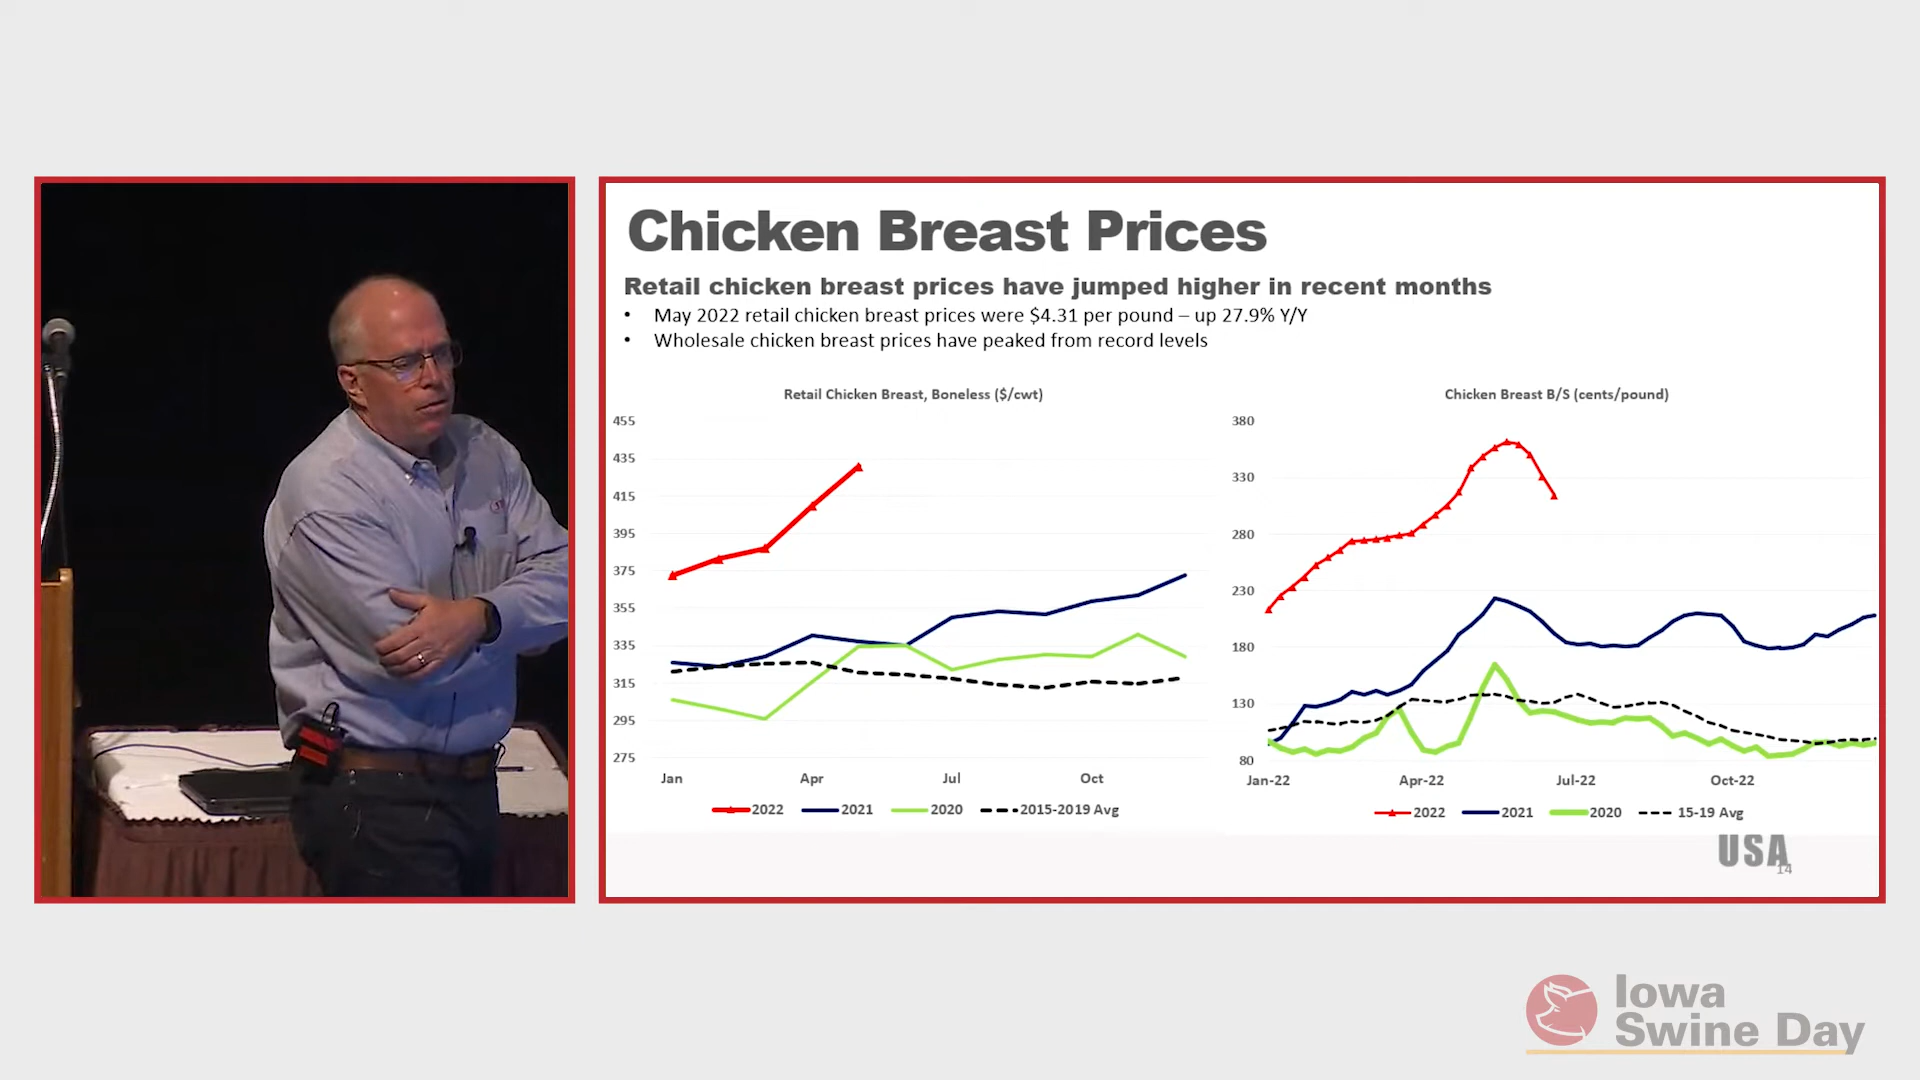 Chicken Breast Prices
Retail chicken breast prices have jumped higher in recent months
• May 2022 retail chicken breast prices were $4.31 per pound – up 27.9% Y/Y
• Wholesale chicken breast prices have peaked from record levels
Retail Chicken Breast, Boneless ($/cwt)
455
435
415
395
375
355
335
315
295
275
Jan Apr Jul Oct
2022 2021 2020 2015-2019 Avg
Chicken Breast B/S (cents/pound)
380
330
280
230
180
130
80
Jan-22 Apr-22 Jul-22 Oct-22
2022 2021 2020 15-19 Avg
USA
14
Iowa
Swine Day